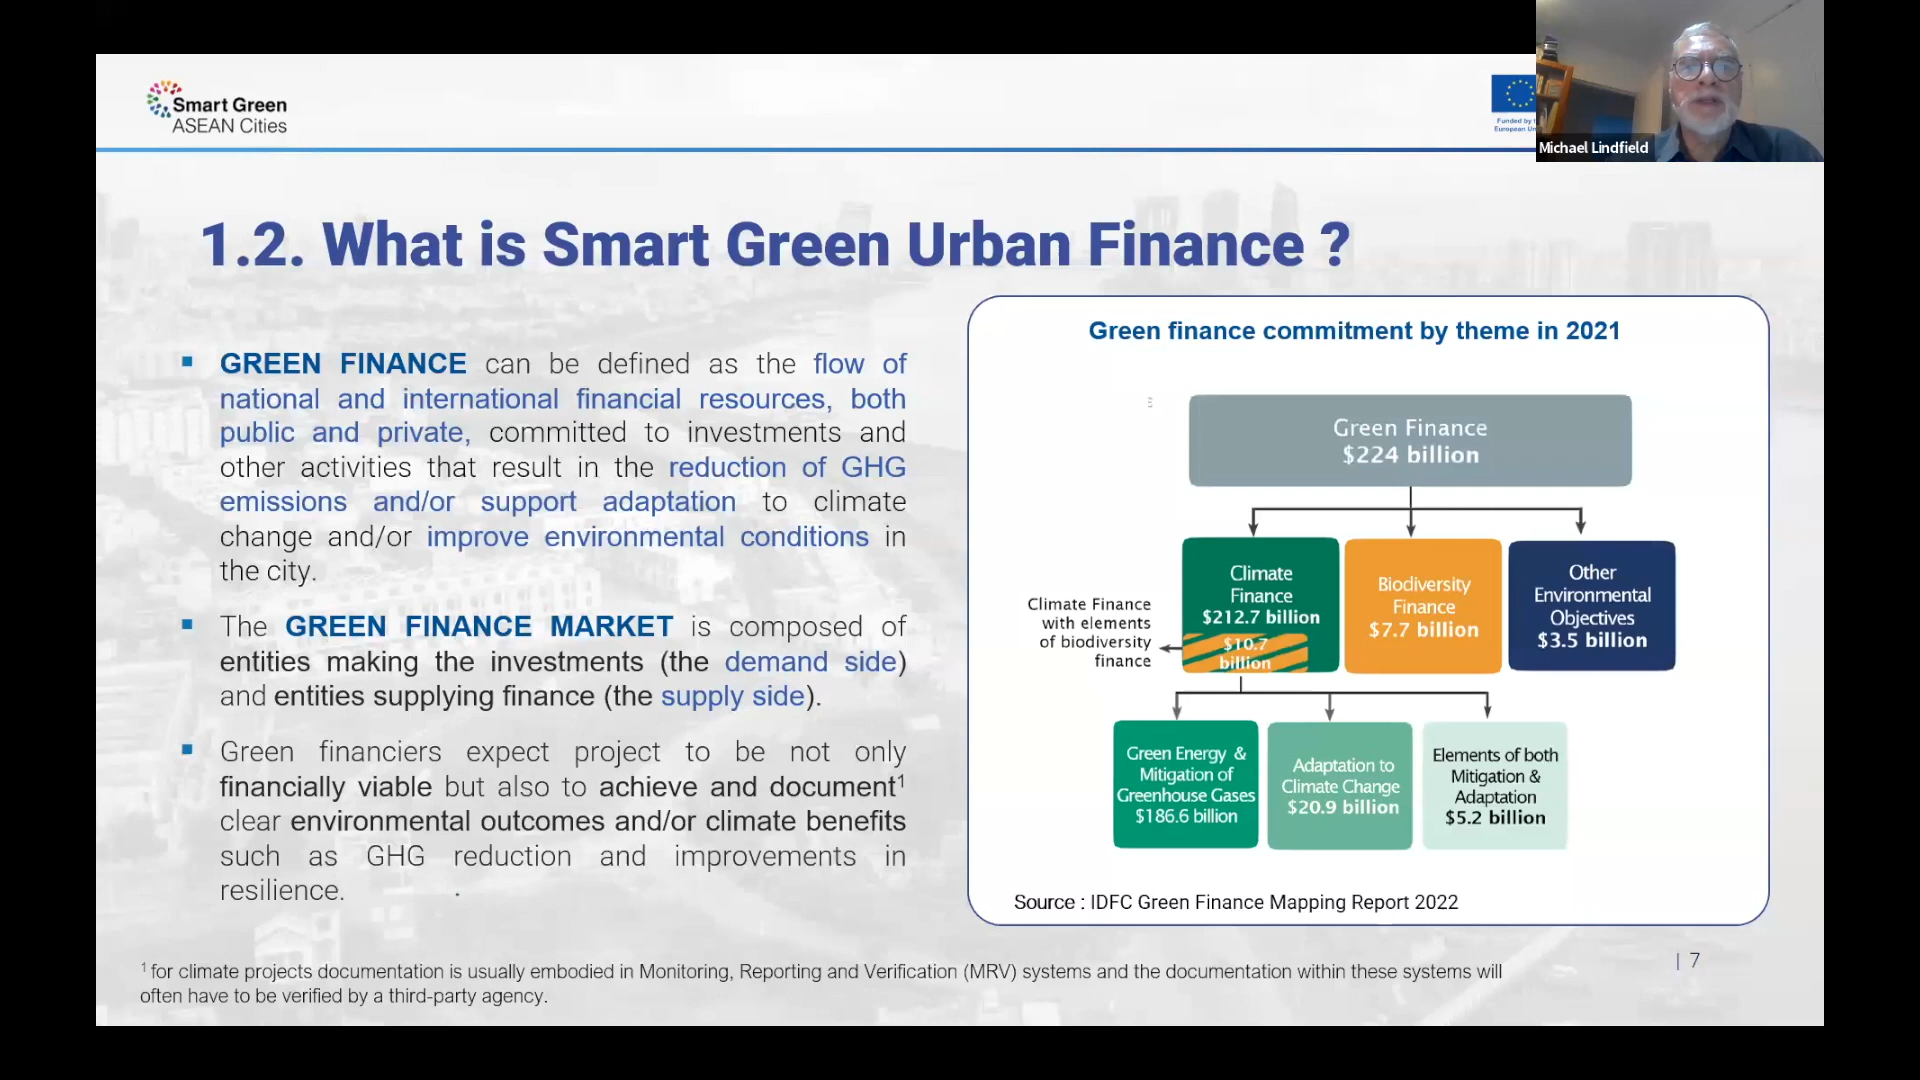 Smart Green
ASEAN Cities
Funded by
European Un
Michael Lindfield
1.2. What is Smart Green Urban Finance ?
▪ GREEN FINANCE can be defined as the flow of
national and international financial resources, both
public and private, committed to investments and
other activities that result in the reduction of GHG
emissions and/or support adaptation to climate
change and/or improve environmental conditions in
the city.
▪ The GREEN FINANCE MARKET is composed of
entities making the investments (the demand side)
and entities supplying finance (the supply side).
▪ Green financiers expect project to be not only
financially viable but also to achieve and document¹
clear environmental outcomes and/or climate benefits
such as GHG reduction and improvements in
resilience.
Green finance commitment by theme in 2021
Green Finance
$224 billion
Climate
Finance
$212.7 billion
$10.7
billion
Biodiversity
Finance
$7.7 billion
Other
Environmental
Objectives
$3.5 billion
Climate Finance
with elements
of biodiversity
finance
Green Energy &
Mitigation of
Greenhouse Gases
$186.6 billion
Adaptation to
Climate Change
$20.9 billion
Elements of both
Mitigation &
Adaptation
$5.2 billion
Source : IDFC Green Finance Mapping Report 2022
| 7
¹ for climate projects documentation is usually embodied in Monitoring, Reporting and Verification (MRV) systems and the documentation within these systems will
often have to be verified by a third-party agency.